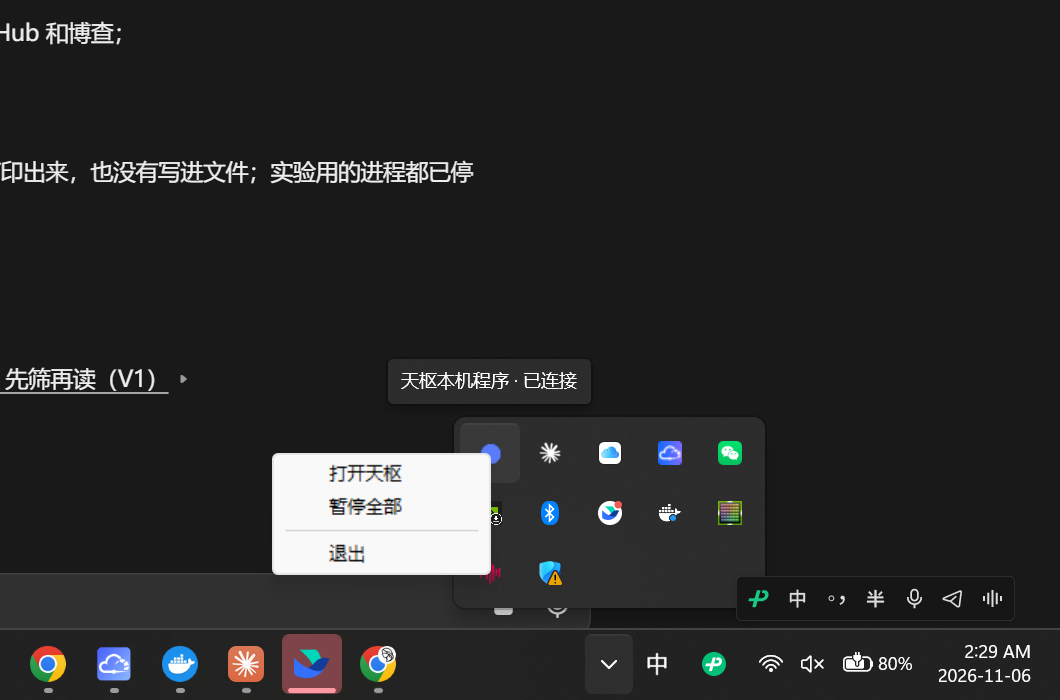 Hub 和博查；
印出来，也没有写进文件；实验用的进程都已停
先筛再读（V1）
天枢本机程序 · 已连接
打开天枢
暂停全部
退出
中 半
中
80%
2:29 AM
2026-11-06